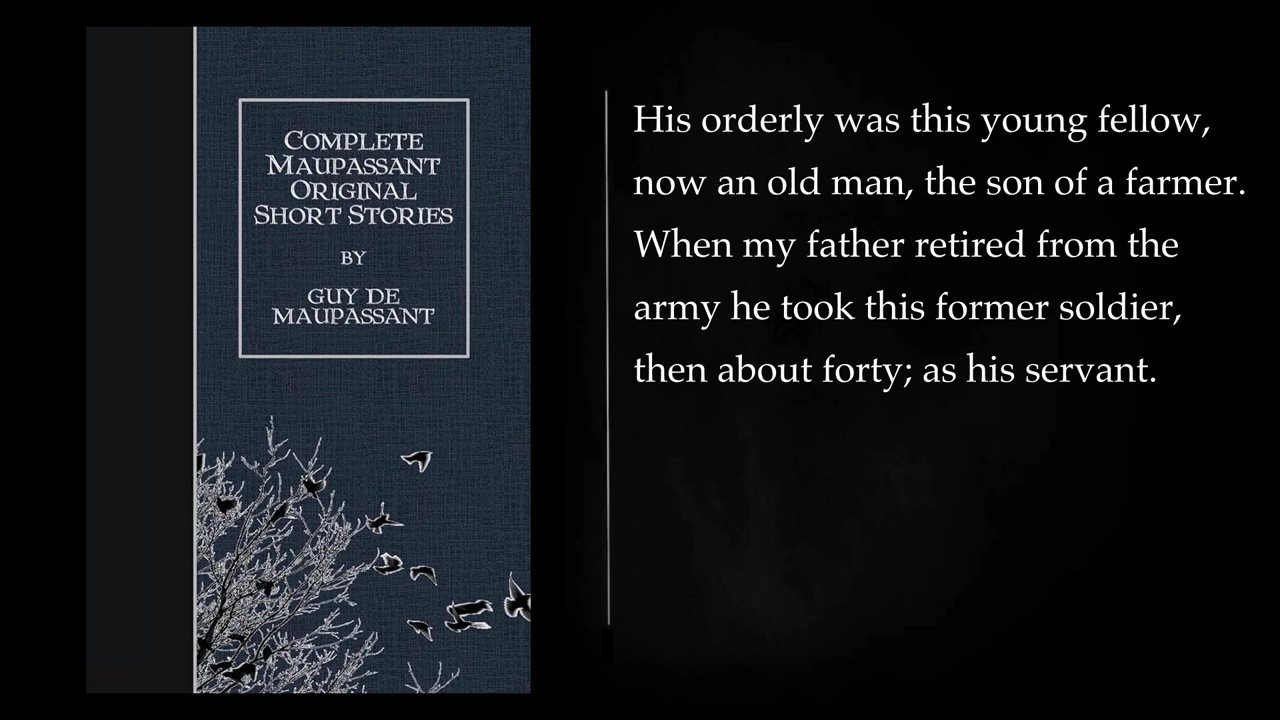 COMPLETE
MAUPASSANT
ORIGINAL
SHORT STORIES
BY
GUY DE
MAUPASSANT
His orderly was this young fellow,
now an old man, the son of a farmer.
When my father retired from the
army he took this former soldier,
then about forty; as his servant.